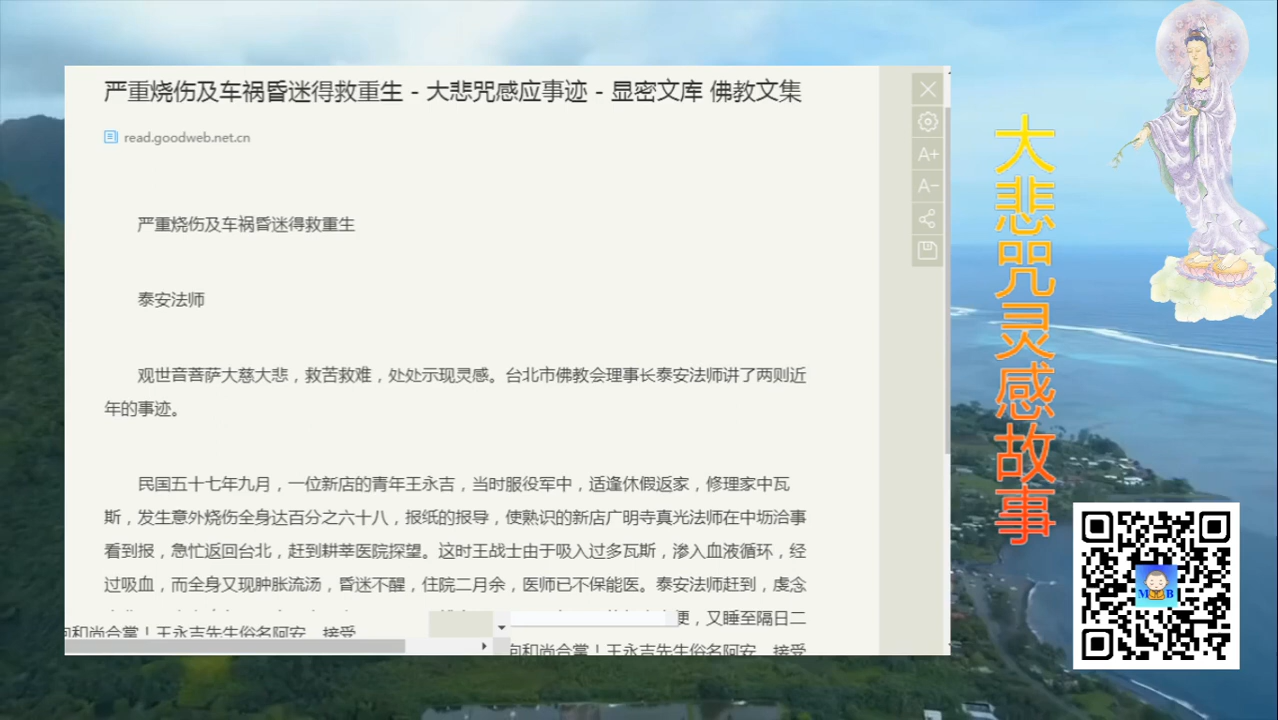 严重烧伤及车祸昏迷得救重生 - 大悲咒感应事迹 - 显密文库 佛教文集
read.goodweb.net.cn
A+
A-
严重烧伤及车祸昏迷得救重生
泰安法师
观世音菩萨大慈大悲，救苦救难，处处示现灵感。台北市佛教会理事长泰安法师讲了两则近
年的事迹。
民国五十七年九月，一位新店的青年王永吉，当时服役军中，适逢休假返家，修理家中瓦
斯，发生意外烧伤全身达百分之六十八，报纸的报导，使熟识的新店广明寺真光法师在中坜洽事
看到报，急忙返回台北，赶到耕莘医院探望。这时王战士由于吸入过多瓦斯，渗入血液循环，经
过吸血，而全身又现肿胀流汤，昏迷不醒，住院二月余，医师已不保能医。泰安法师赶到，虔念
便，又睡至隔日二
向和尚合掌！王永吉先生俗名阿安，接受
向和尚合掌！王永吉先生俗名阿安，接受
大悲咒灵感故事
M B